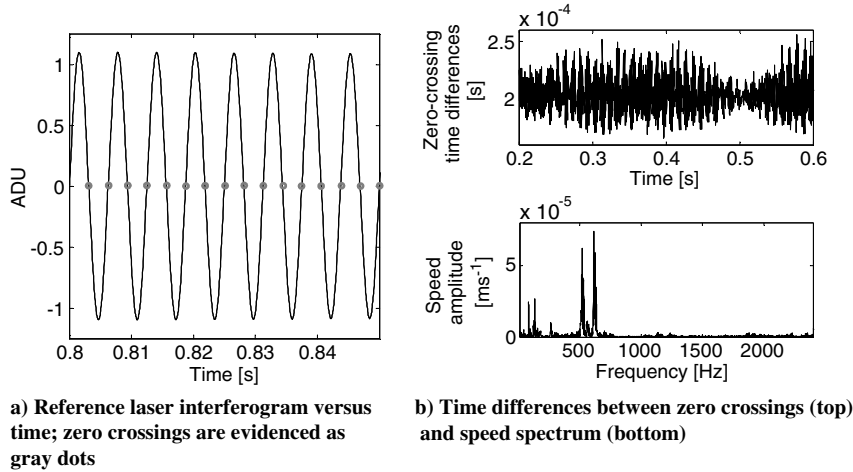 1
0.5
0
-0.5
-1
ADU
0.8 0.81 0.82 0.83 0.84
Time [s]
a) Reference laser interferogram versus
time; zero crossings are evidenced as
gray dots
x 10-4
2.5
2
Zero-crossing
time differences
[s]
0.2 0.3 0.4 0.5 0.6
Time [s]
x 10-5
5
0
Speed
amplitude
[ms-1]
500 1000 1500 2000
Frequency [Hz]
b) Time differences between zero crossings (top)
and speed spectrum (bottom)